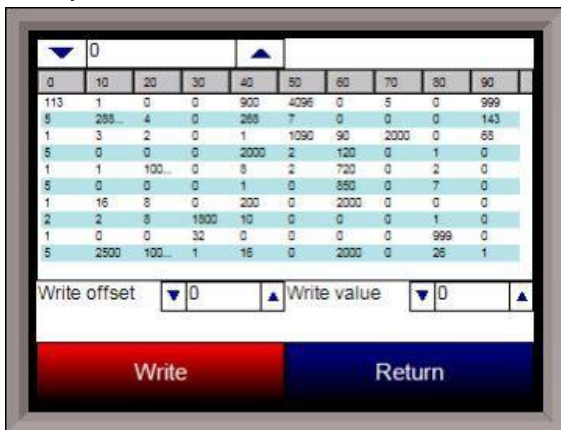 0
0 10 20 30 40 50 60 70 80 90
113 1 0 0 900 4096 0 5 0 999
5 288... 4 0 268 7 0 0 0 143
1 3 2 0 1 1090 90 2000 0 68
5 0 0 0 2000 2 120 0 1 0
1 1 100... 0 8 2 720 0 2 0
5 0 0 0 1 0 850 0 7 0
1 16 8 0 200 0 2000 0 0 0
2 2 8 1800 10 0 0 0 1 0
1 0 0 32 0 0 0 0 999 0
5 2500 100... 1 16 0 2000 0 26 1
Write offset 0 Write value 0
Write Return